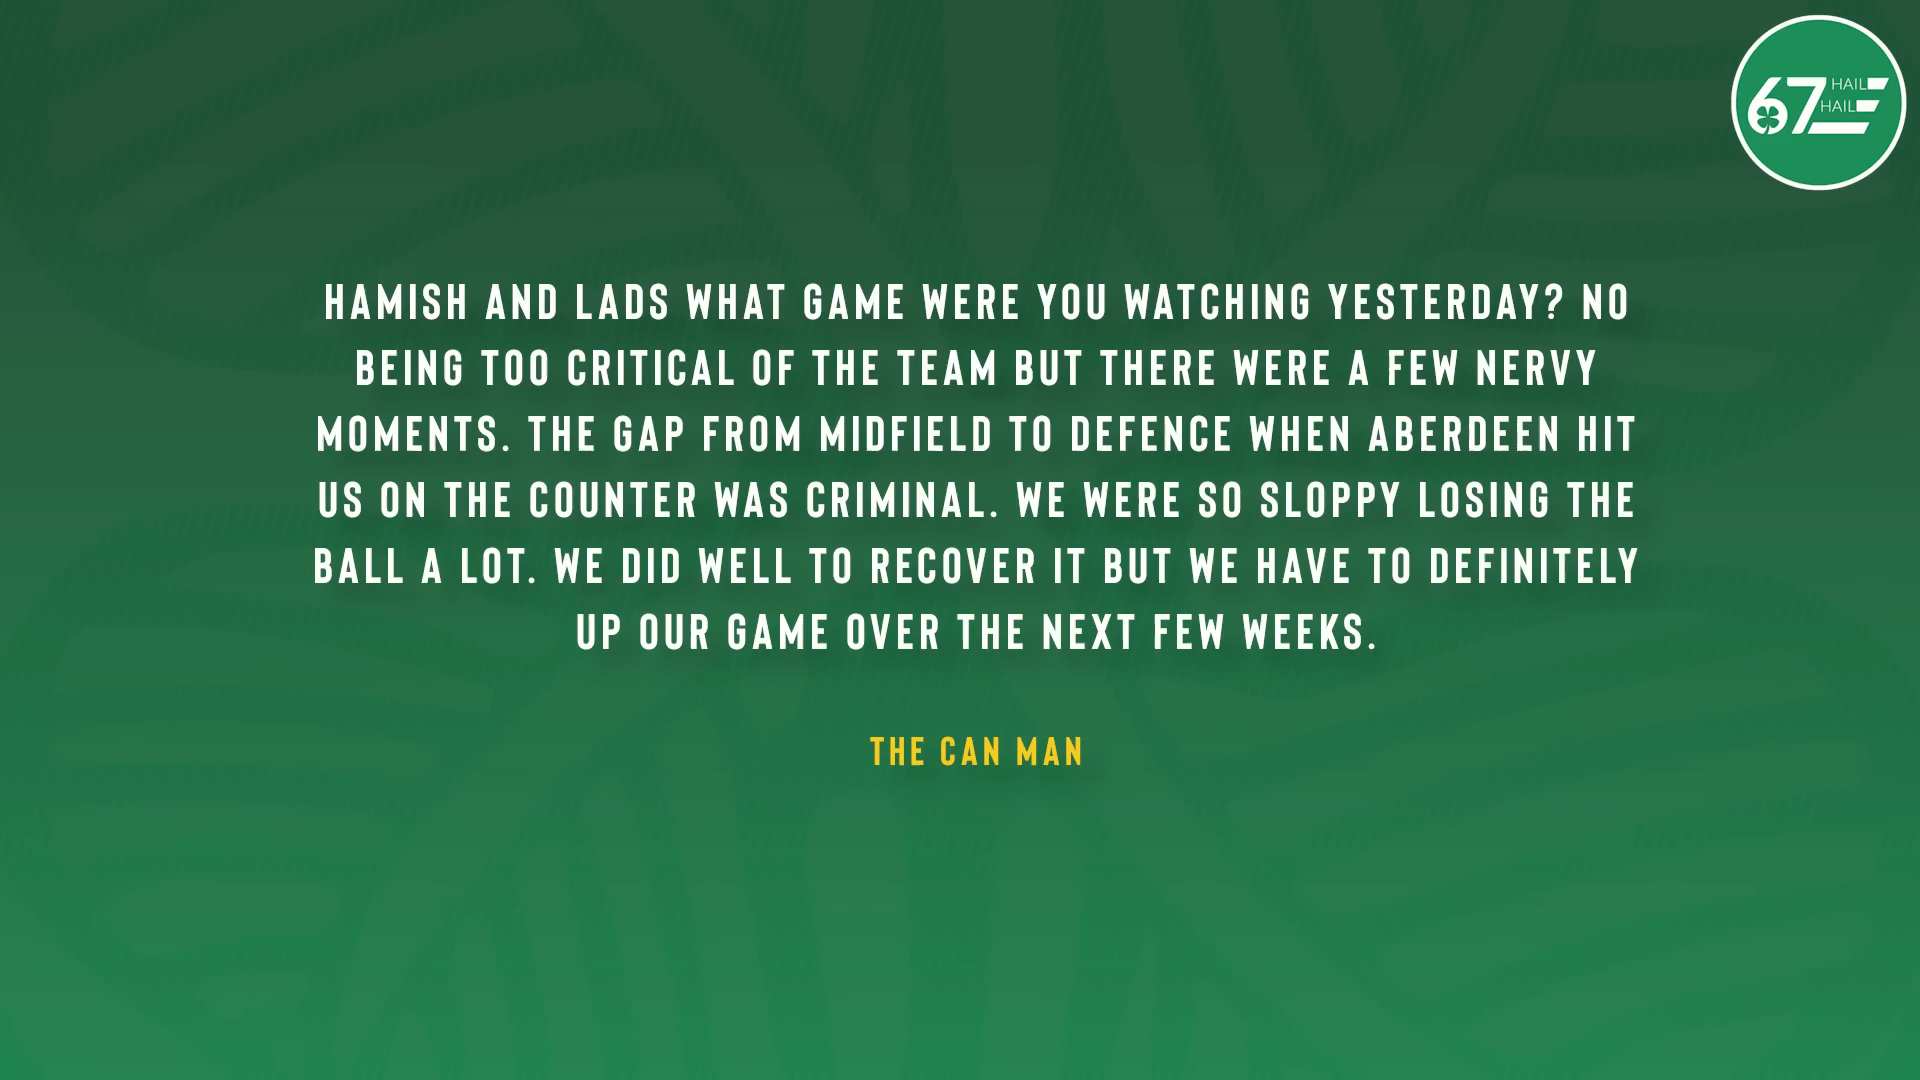 67 HAIL
HAIL
HAMISH AND LADS WHAT GAME WERE YOU WATCHING YESTERDAY? NO
BEING TOO CRITICAL OF THE TEAM BUT THERE WERE A FEW NERVY
MOMENTS. THE GAP FROM MIDFIELD TO DEFENCE WHEN ABERDEEN HIT
US ON THE COUNTER WAS CRIMINAL. WE WERE SO SLOPPY LOSING THE
BALL A LOT. WE DID WELL TO RECOVER IT BUT WE HAVE TO DEFINITELY
UP OUR GAME OVER THE NEXT FEW WEEKS.
THE CAN MAN